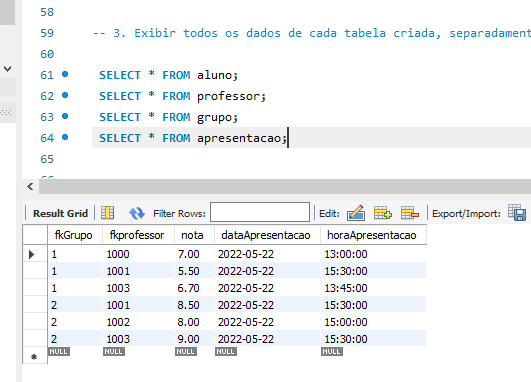 58
59 -- 3. Exibir todos os dados de cada tabela criada, separadament
60
61 SELECT * FROM aluno;
62 SELECT * FROM professor;
63 SELECT * FROM grupo;
64 SELECT * FROM apresentacao;
65
Result Grid Filter Rows: Edit: Export/Import:
fkGrupo fkprofessor nota dataApresentacao horaApresentacao
1 1000 7.00 2022-05-22 13:00:00
1 1001 5.50 2022-05-22 15:30:00
1 1003 6.70 2022-05-22 13:45:00
2 1001 8.50 2022-05-22 15:30:00
2 1002 8.00 2022-05-22 15:00:00
2 1003 9.00 2022-05-22 15:30:00
NULL NULL NULL NULL NULL